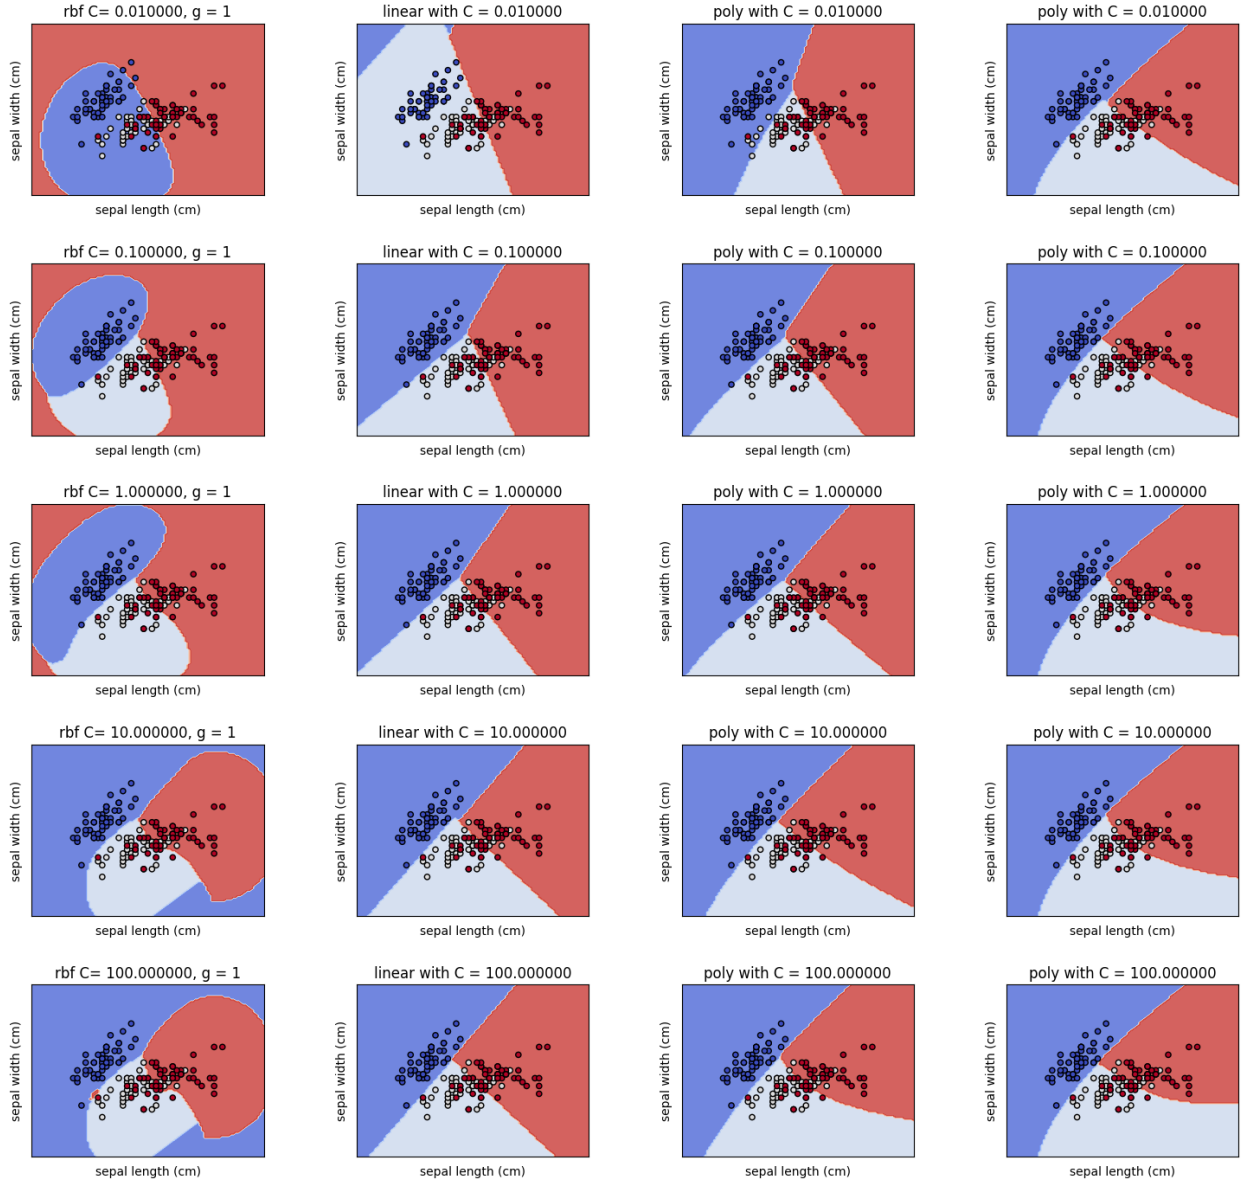 rbf C= 0.010000, g = 1
linear with C = 0.010000
poly with C = 0.010000
poly with C = 0.010000
sepal width (cm)
sepal width (cm)
sepal width (cm)
sepal width (cm)
sepal length (cm)
sepal length (cm)
sepal length (cm)
sepal length (cm)
rbf C= 0.100000, g = 1
linear with C = 0.100000
poly with C = 0.100000
poly with C = 0.100000
sepal width (cm)
sepal width (cm)
sepal width (cm)
sepal width (cm)
sepal length (cm)
sepal length (cm)
sepal length (cm)
sepal length (cm)
rbf C= 1.000000, g = 1
linear with C = 1.000000
poly with C = 1.000000
poly with C = 1.000000
sepal width (cm)
sepal width (cm)
sepal width (cm)
sepal width (cm)
sepal length (cm)
sepal length (cm)
sepal length (cm)
sepal length (cm)
rbf C= 10.000000, g = 1
linear with C = 10.000000
poly with C = 10.000000
poly with C = 10.000000
sepal width (cm)
sepal width (cm)
sepal width (cm)
sepal width (cm)
sepal length (cm)
sepal length (cm)
sepal length (cm)
sepal length (cm)
rbf C= 100.000000, g = 1
linear with C = 100.000000
poly with C = 100.000000
poly with C = 100.000000
sepal width (cm)
sepal width (cm)
sepal width (cm)
sepal width (cm)
sepal length (cm)
sepal length (cm)
sepal length (cm)
sepal length (cm)